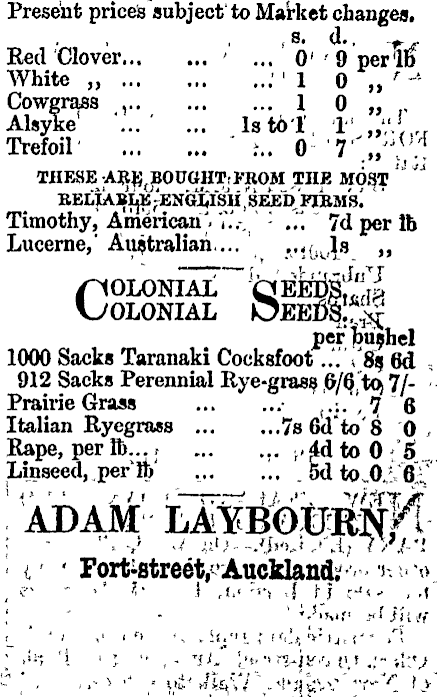 Present prices subject to Market changes.
s. d.
Red Clover... ... ... 0 9 per lb
White ,, ... ... ... 1 0 ,,
Cowgrass ... ... ... 1 0 ,,
Alsyke ... ... 1s to 1 1 ,,
Trefoil ... ... ... 0 7 ,,
THESE ARE BOUGHT FROM THE MOST
RELIABLE ENGLISH SEED FIRMS.
Timothy, American ... ... 7d per lb
Lucerne, Australian ... ... 1s ,,
COLONIAL SEEDS.
COLONIAL SEEDS.
per bushel
1000 Sacks Taranaki Cocksfoot ... 8s 6d
912 Sacks Perennial Rye-grass 6/6 to 7/-
Prairie Grass ... ... ... 7 6
Italian Ryegrass ... ...7s 6d to 8 0
Rape, per lb... ... ... 4d to 0 5
Linseed, per lb ... ... 5d to 0 6
ADAM LAYBOURN,
Fort-street, Auckland.